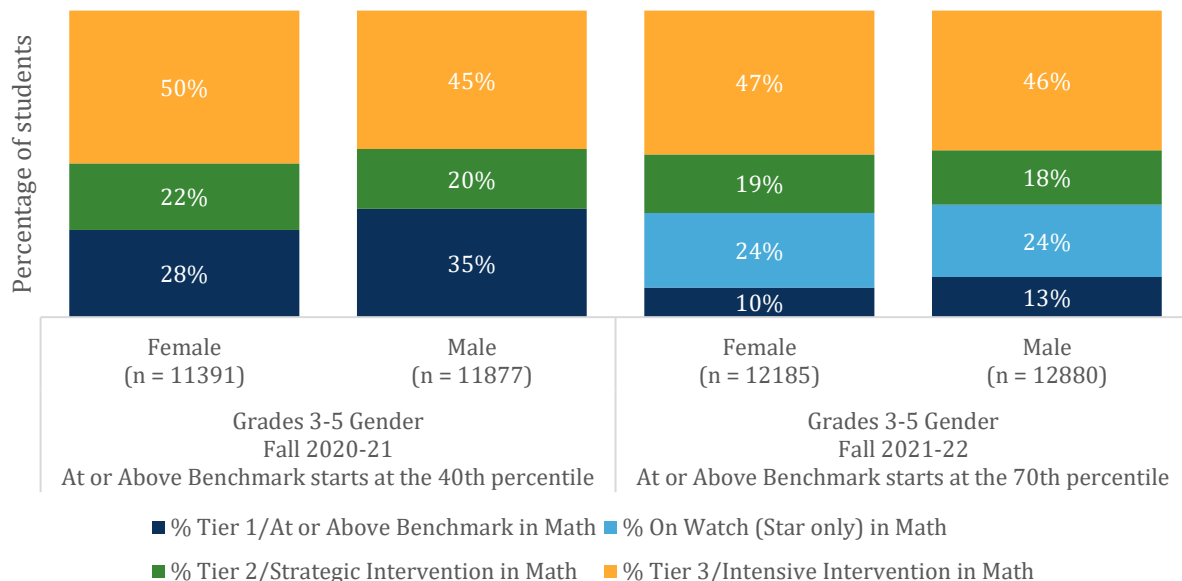 Percentage of students
50%
45%
47%
46%
22%
20%
19%
18%
28%
35%
24%
24%
10%
13%
Female
(n = 11391)
Male
(n = 11877)
Female
(n = 12185)
Male
(n = 12880)
Grades 3-5 Gender
Fall 2020-21
At or Above Benchmark starts at the 40th percentile
Grades 3-5 Gender
Fall 2021-22
At or Above Benchmark starts at the 70th percentile
% Tier 1/At or Above Benchmark in Math
% On Watch (Star only) in Math
% Tier 2/Strategic Intervention in Math
% Tier 3/Intensive Intervention in Math